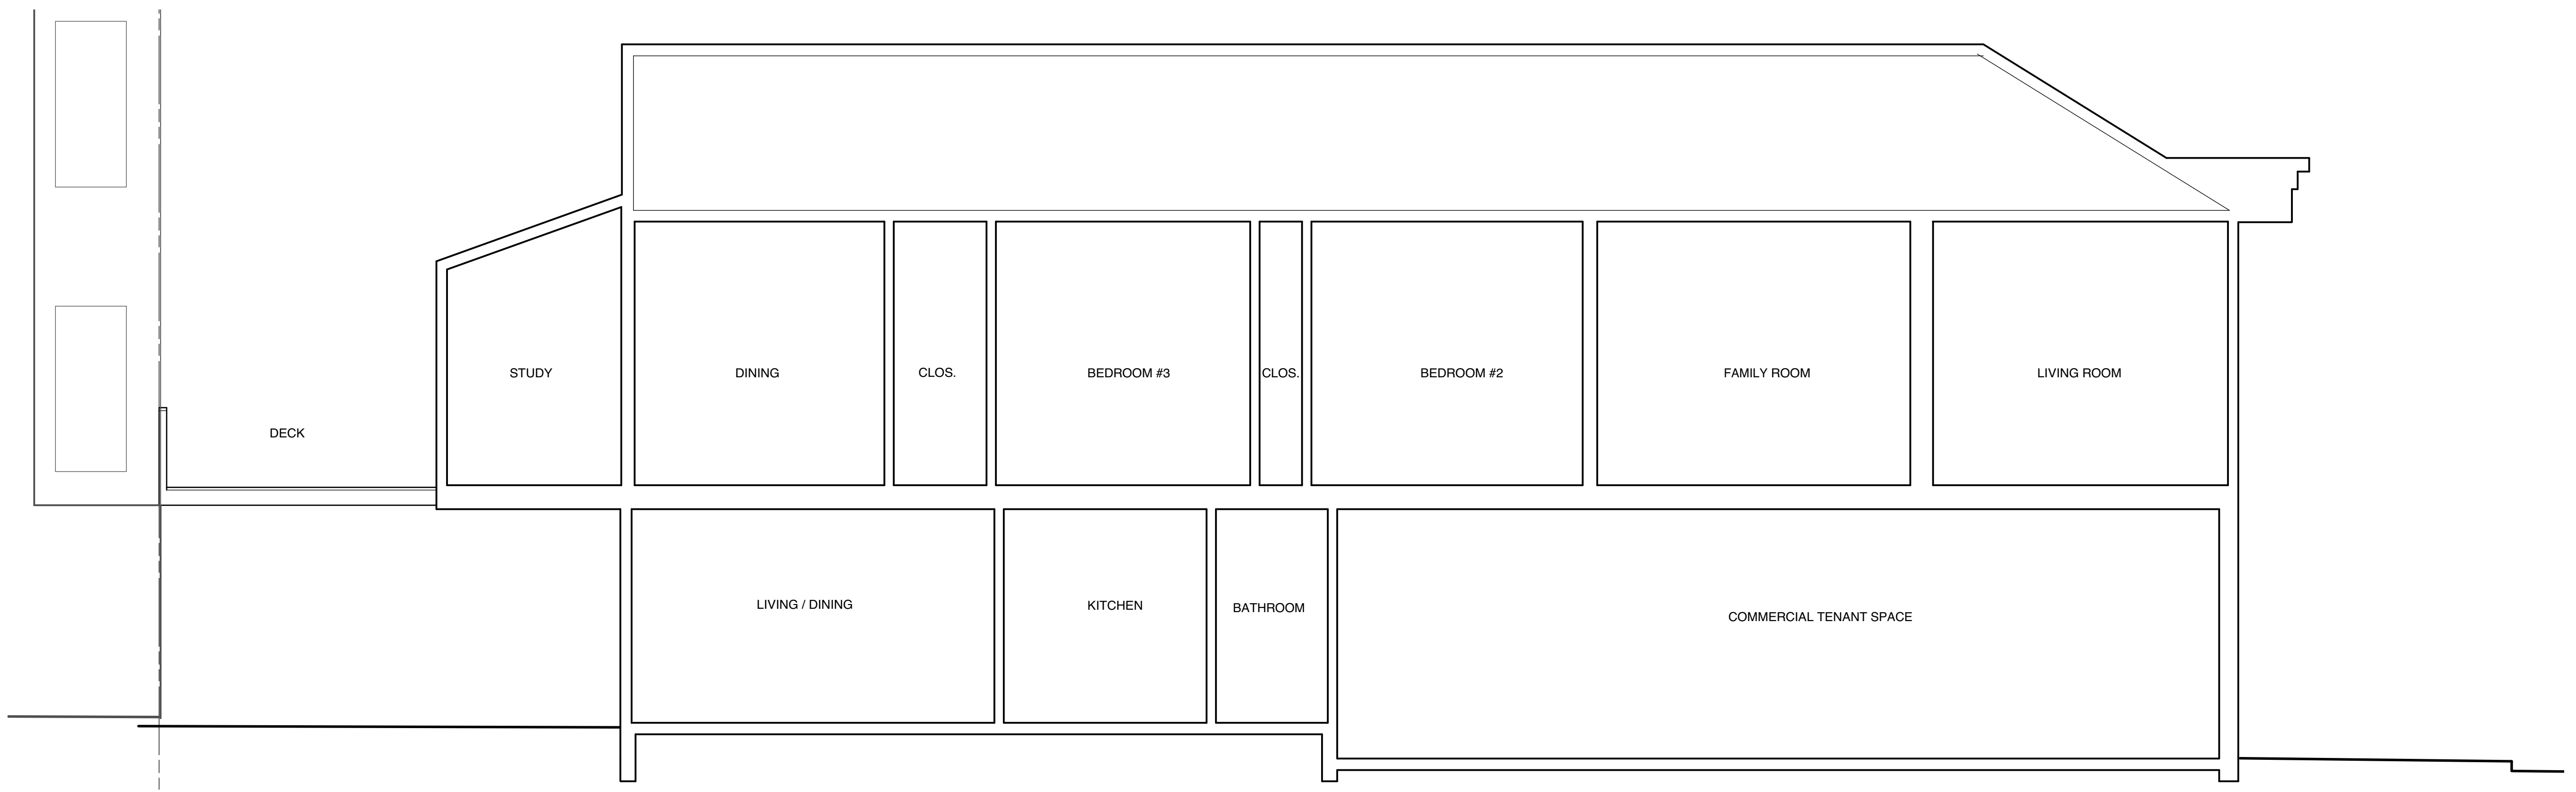 STUDY
DINING
CLOS.
BEDROOM #3
CLOS.
BEDROOM #2
FAMILY ROOM
LIVING ROOM
DECK
LIVING / DINING
KITCHEN
BATHROOM
COMMERCIAL TENANT SPACE